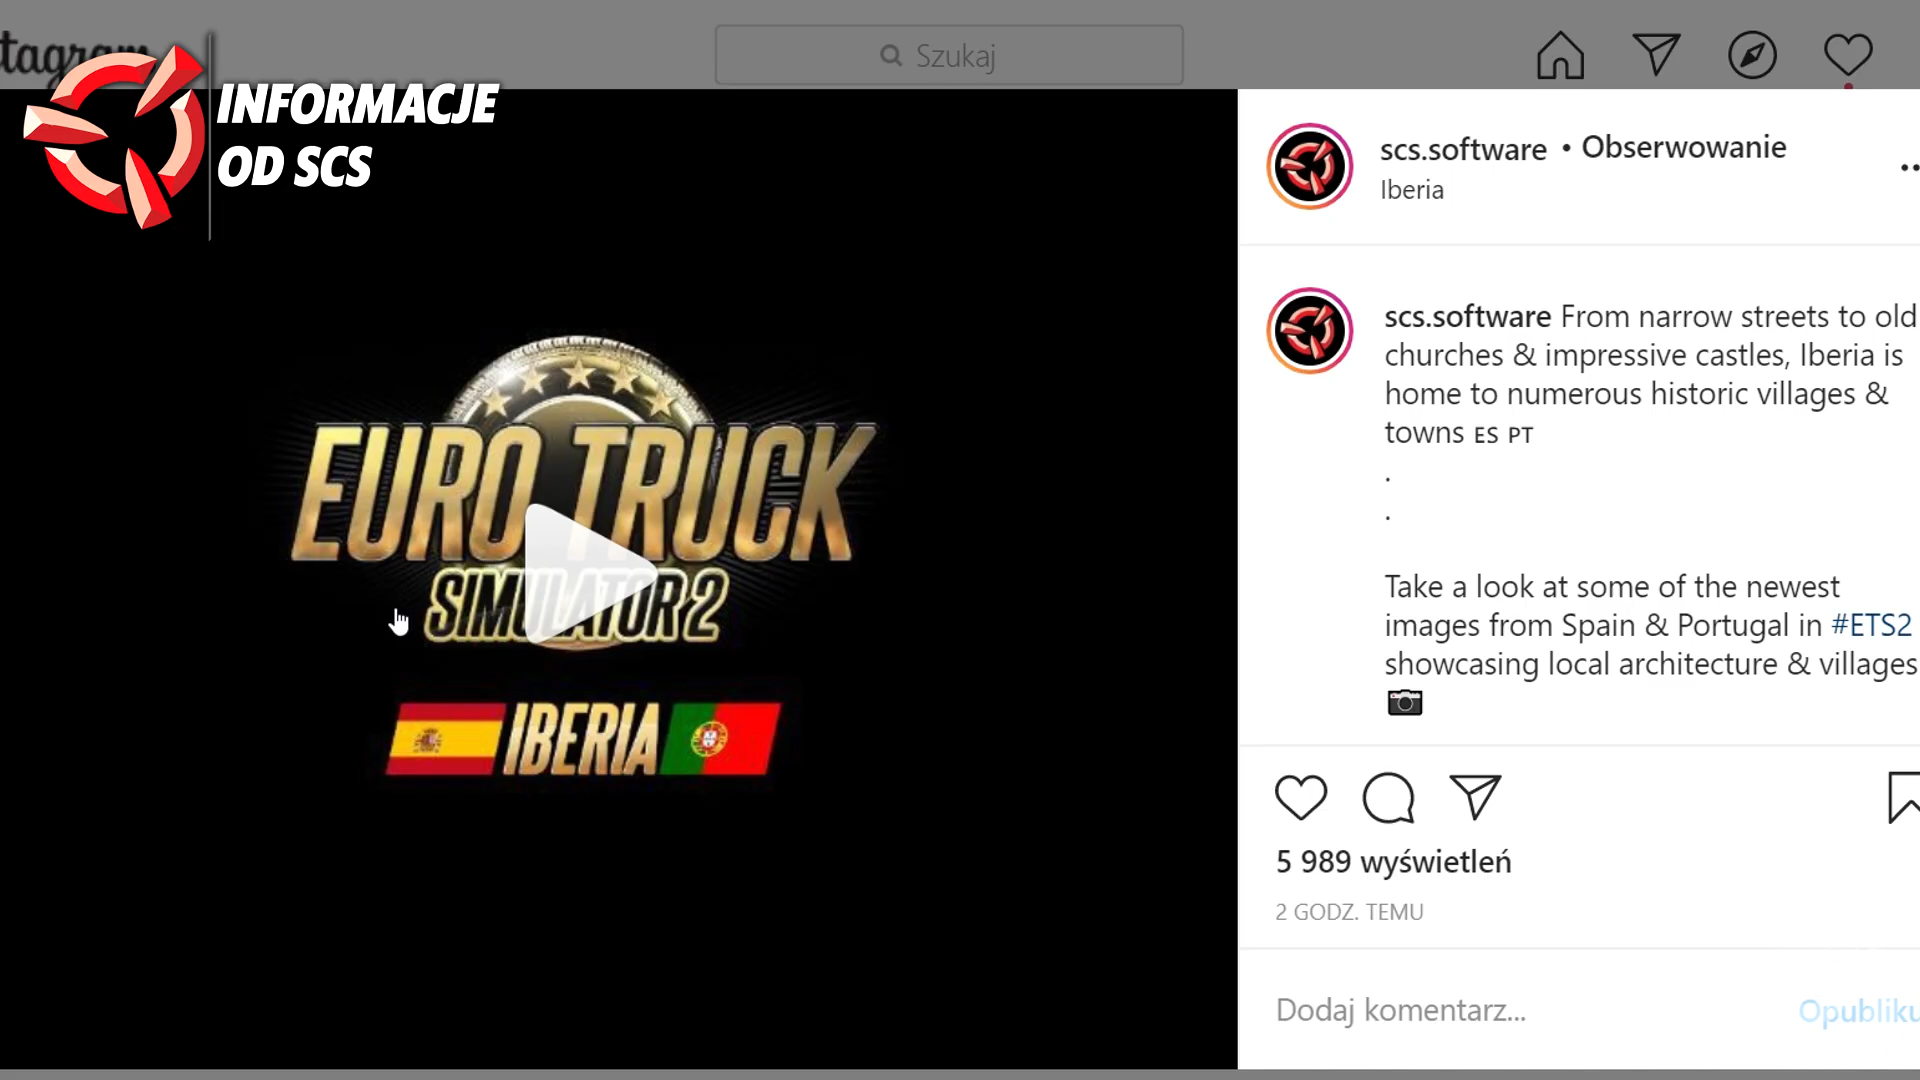 tagram
Szukaj
INFORMACJE
OD SCS
scs.software • Obserwowanie
Iberia
EURO TRUCK
SIMULATOR 2
IBERIA
scs.software From narrow streets to old
churches & impressive castles, Iberia is
home to numerous historic villages &
towns ES PT
.
.
Take a look at some of the newest
images from Spain & Portugal in #ETS2
showcasing local architecture & villages
5 989 wyświetleń
2 GODZ. TEMU
Dodaj komentarz...
Opubliku